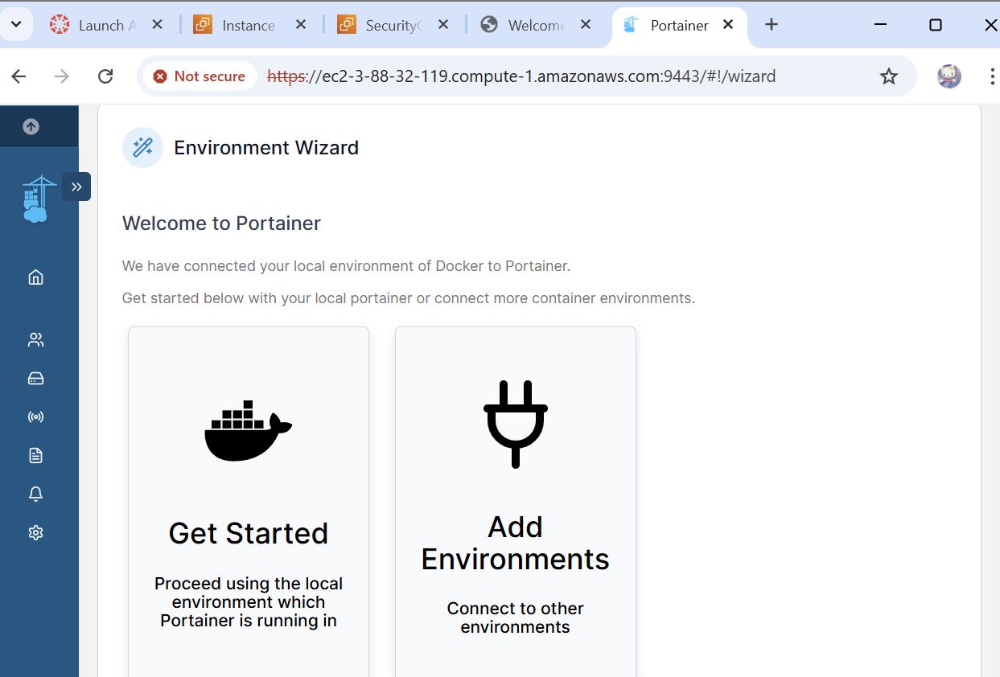 Launch A
Instance
Security
Welcome
Portainer
Not secure
https://ec2-3-88-32-119.compute-1.amazonaws.com:9443/#!/wizard
Environment Wizard
Welcome to Portainer
We have connected your local environment of Docker to Portainer.
Get started below with your local portainer or connect more container environments.
Get Started
Proceed using the local
environment which
Portainer is running in
Add
Environments
Connect to other
environments